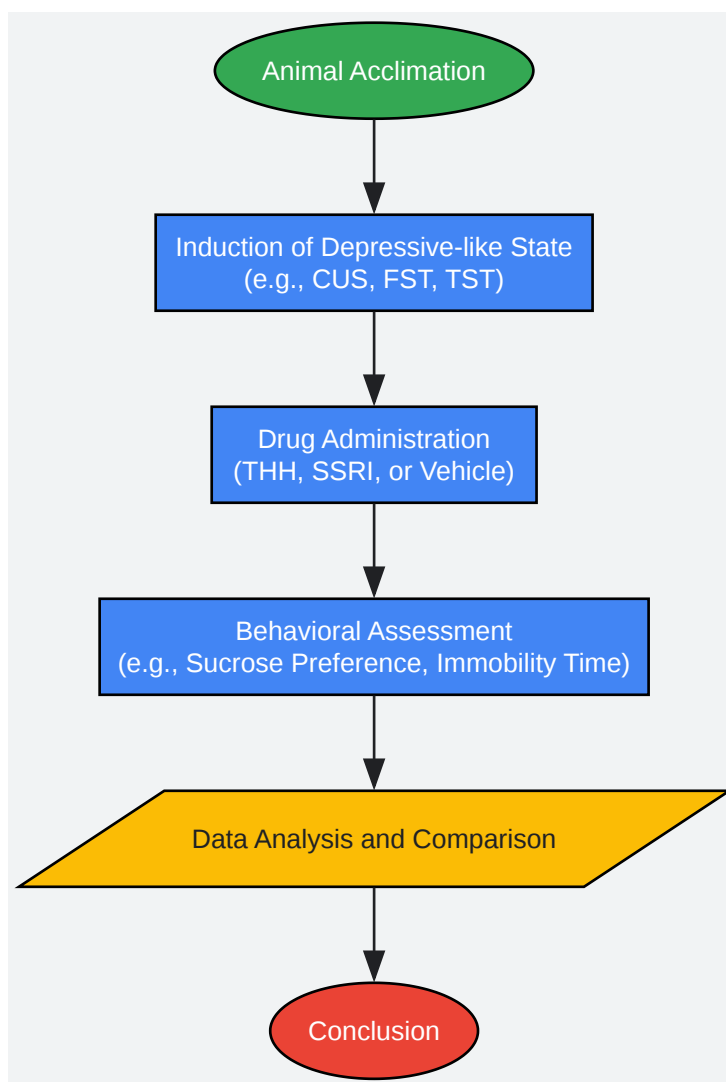 Animal Acclimation
Induction of Depressive-like State
(e.g., CUS, FST, TST)
Drug Administration
(THH, SSRI, or Vehicle)
Behavioral Assessment
(e.g., Sucrose Preference, Immobility Time)
Data Analysis and Comparison
Conclusion